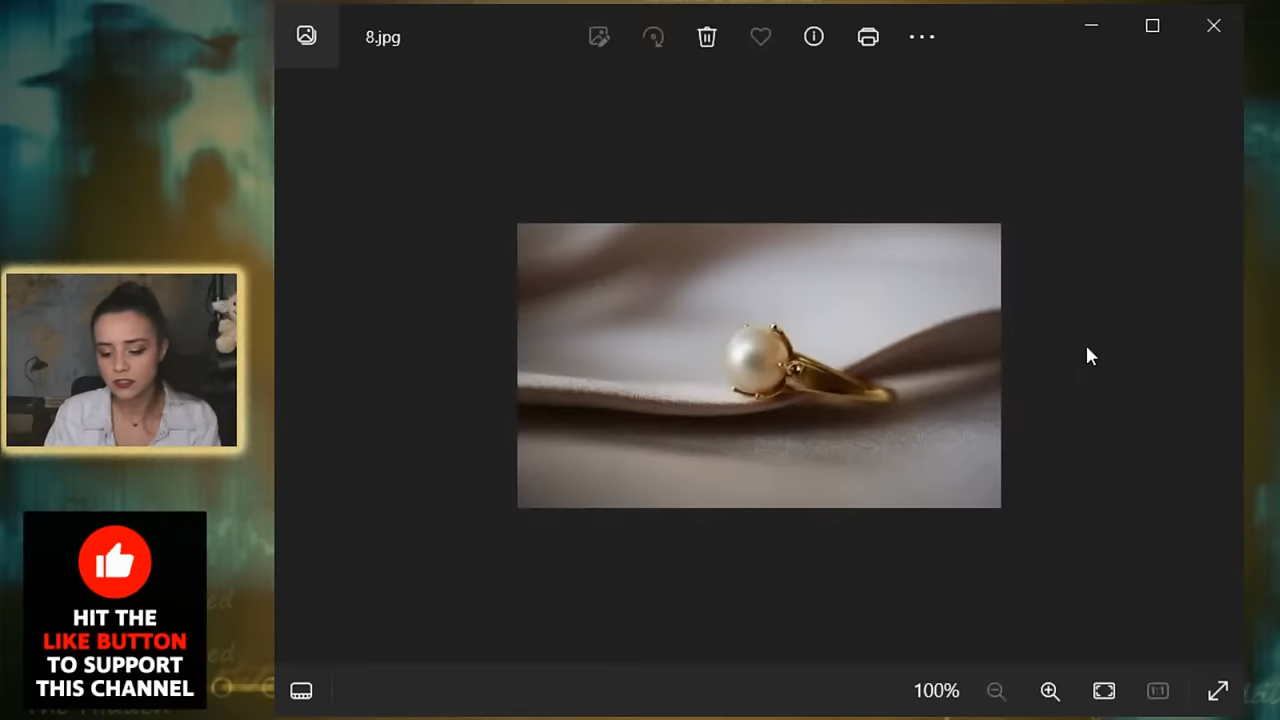 8.jpg
HIT THE
LIKE BUTTON
TO SUPPORT
THIS CHANNEL
100%